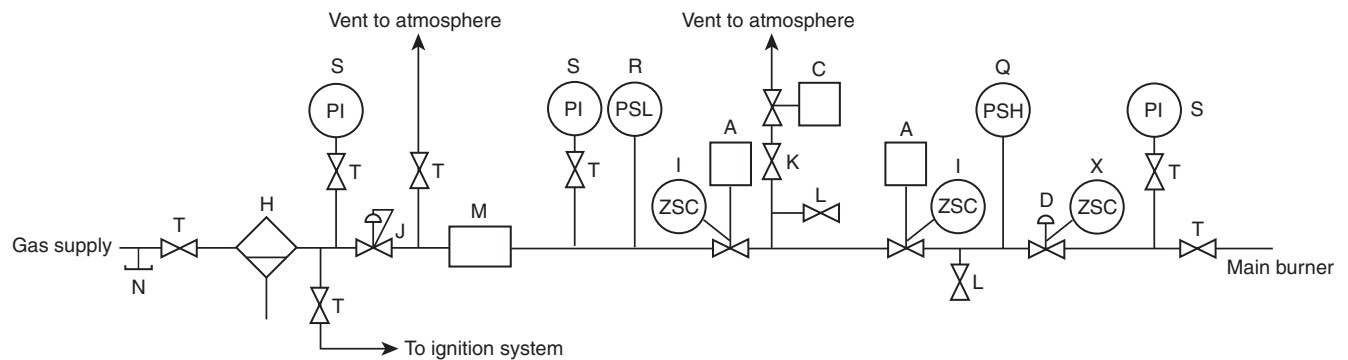 Vent to atmosphere
Vent to atmosphere
S
S
R
C
Q
PI
PI
PSL
PSH
PI
S
A
A
T
T
T
I
K
I
X
T
ZSC
ZSC
D
ZSC
H
L
T
M
J
T
Gas supply
Main burner
N
T
L
To ignition system